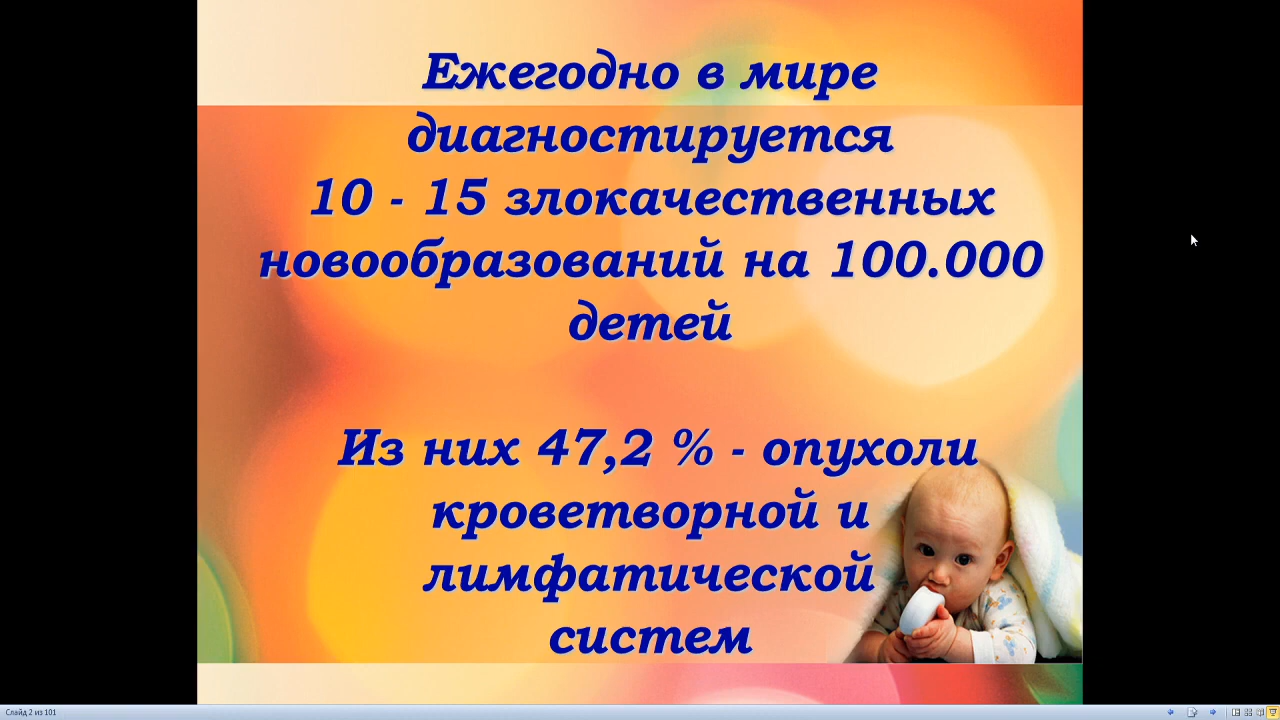 Ежегодно в мире
диагностируется
10 - 15 злокачественных
новообразований на 100.000
детей
Из них 47,2 % - опухоли
кроветворной и
лимфатической
систем
Слайд 2 из 101